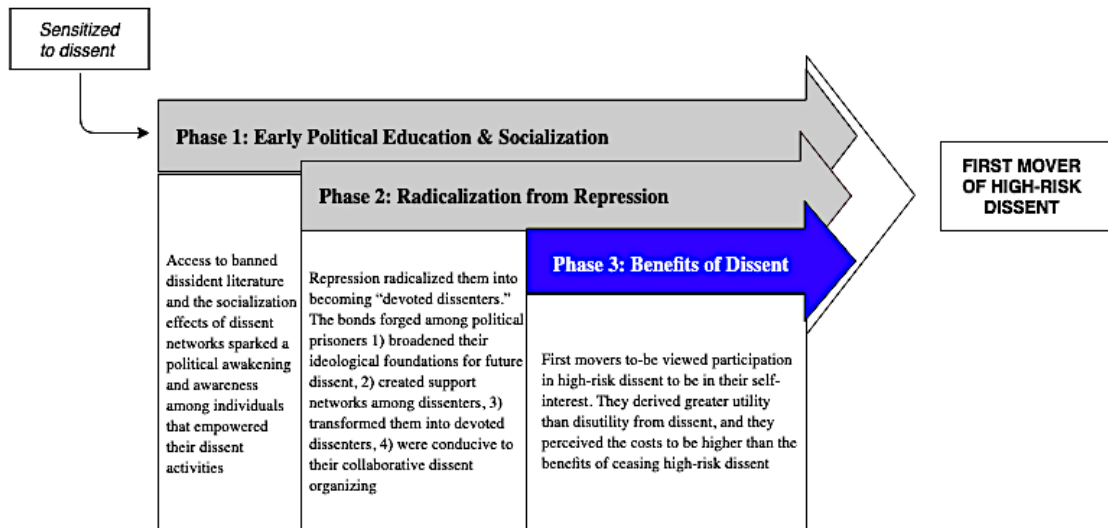 Sensitized
to dissent
Phase 1: Early Political Education & Socialization
Phase 2: Radicalization from Repression
Phase 3: Benefits of Dissent
FIRST MOVER
OF HIGH-RISK
DISSENT
Access to banned
dissident literature
and the socialization
effects of dissent
networks sparked a
political awakening
and awareness
among individuals
that empowered
their dissent
activities
Repression radicalized them into
becoming “devoted dissenters.”
The bonds forged among political
prisoners 1) broadened their
ideological foundations for future
dissent, 2) created support
networks among dissenters, 3)
transformed them into devoted
dissenters, 4) were conducive to
their collaborative dissent
organizing
First movers to-be viewed participation
in high-risk dissent to be in their self-
interest. They derived greater utility
than disutility from dissent, and they
perceived the costs to be higher than the
benefits of ceasing high-risk dissent